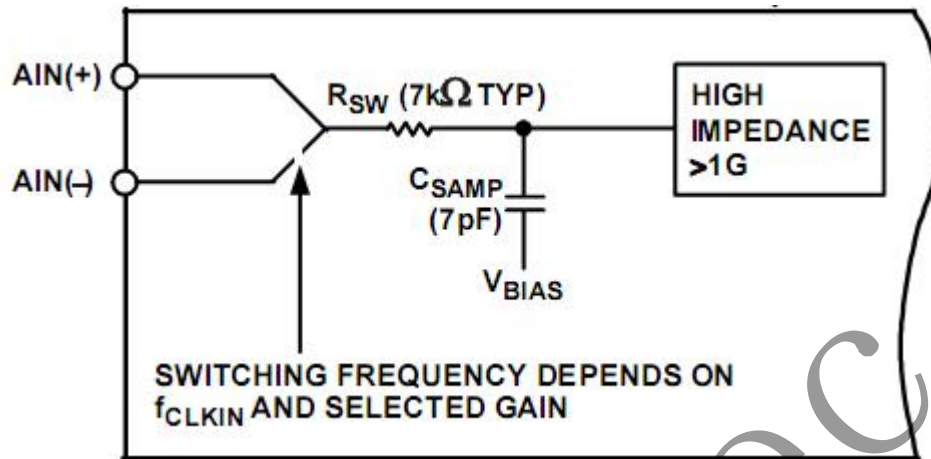 AIN(+)
AIN(–)
RSW (7kΩ TYP)
CSAMP
(7pF)
VBIAS
HIGH
IMPEDANCE
>1G
SWITCHING FREQUENCY DEPENDS ON
fCLKIN AND SELECTED GAIN